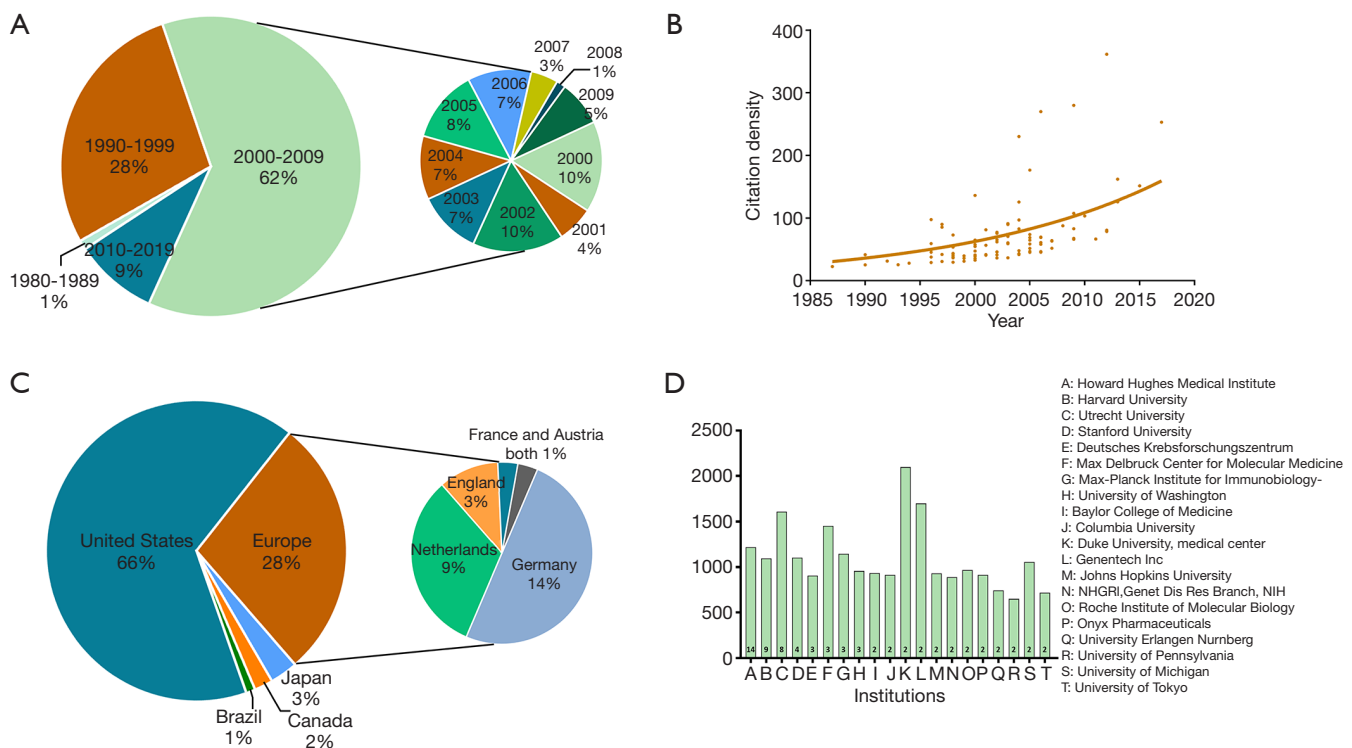 A
1990-1999
28%
2000-2009
62%
2010-2019
9%
1980-1989
1%
2007
3%
2008
1%
2006
7%
2009
5%
2005
8%
2004
7%
2000
10%
2003
7%
2002
10%
2001
4%
B
Citation density
400
300
200
100
0
1985 1990 1995 2000 2005 2010 2015 2020
Year
C
United States
66%
Europe
28%
Japan
3%
Canada
2%
Brazil
1%
France and Austria
both 1%
England
3%
Netherlands
9%
Germany
14%
D
2500
2000
1500
1000
500
0
14 9 8 4 3 3 3 3 2 2 2 2 2 2 2 2 2 2 2 2
A B C D E F G H I J K L M N O P Q R S T
Institutions
A: Howard Hughes Medical Institute
B: Harvard University
C: Utrecht University
D: Stanford University
E: Deutsches Krebsforschungszentrum
F: Max Delbruck Center for Molecular Medicine
G: Max-Planck Institute for Immunobiology-
H: University of Washington
I: Baylor College of Medicine
J: Columbia University
K: Duke University, medical center
L: Genentech Inc
M: Johns Hopkins University
N: NHGRI,Genet Dis Res Branch, NIH
O: Roche Institute of Molecular Biology
P: Onyx Pharmaceuticals
Q: University Erlangen Nurnberg
R: University of Pennsylvania
S: University of Michigan
T: University of Tokyo